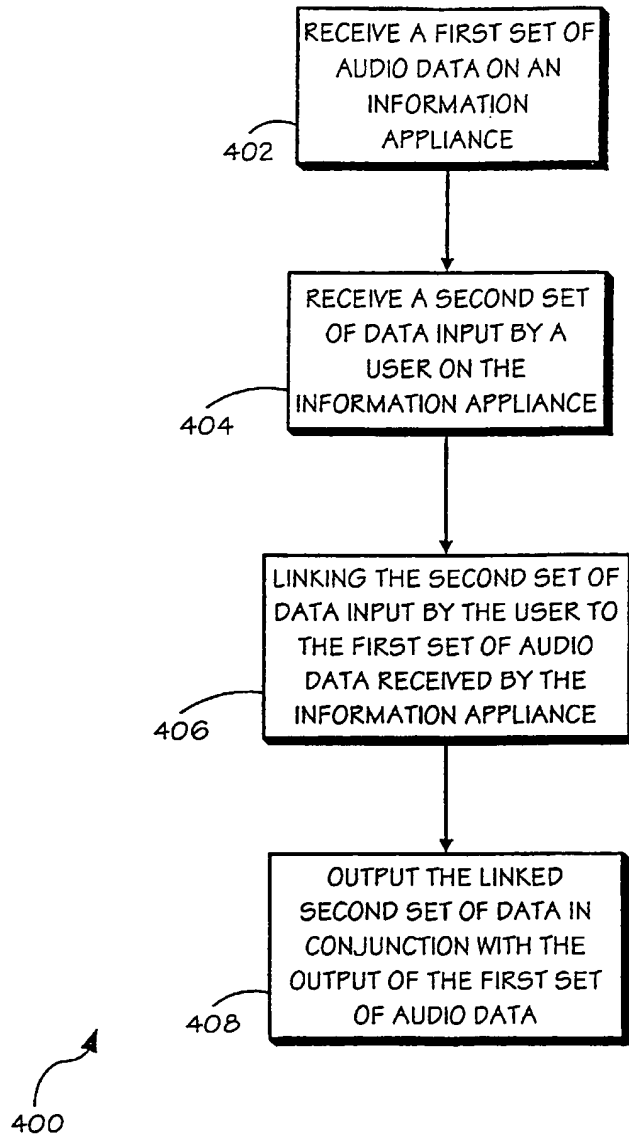 RECEIVE A FIRST SET OF
AUDIO DATA ON AN
INFORMATION
APPLIANCE
402
RECEIVE A SECOND SET
OF DATA INPUT BY A
USER ON THE
INFORMATION APPLIANCE
404
LINKING THE SECOND SET OF
DATA INPUT BY THE USER TO
THE FIRST SET OF AUDIO
DATA RECEIVED BY THE
INFORMATION APPLIANCE
406
OUTPUT THE LINKED
SECOND SET OF DATA IN
CONJUNCTION WITH THE
OUTPUT OF THE FIRST SET
OF AUDIO DATA
408
400